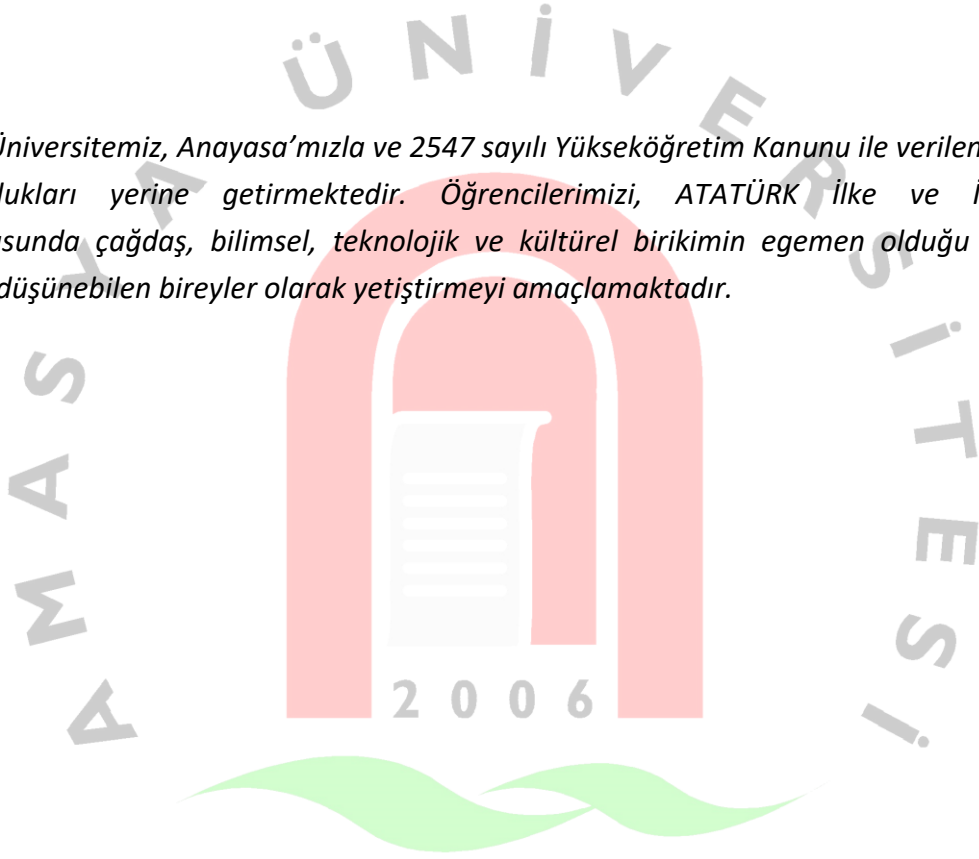 AMASYA ÜNİVERSİTESİ
Üniversitemiz, Anayasa’mızla ve 2547 sayılı Yükseköğretim Kanunu ile verilen
yerine getirmektedir. Öğrencilerimizi, ATATÜRK İlke ve
çağdaş, bilimsel, teknolojik ve kültürel birikimin egemen olduğu
düşünebilen bireyler olarak yetiştirmeyi amaçlamaktadır.
2006